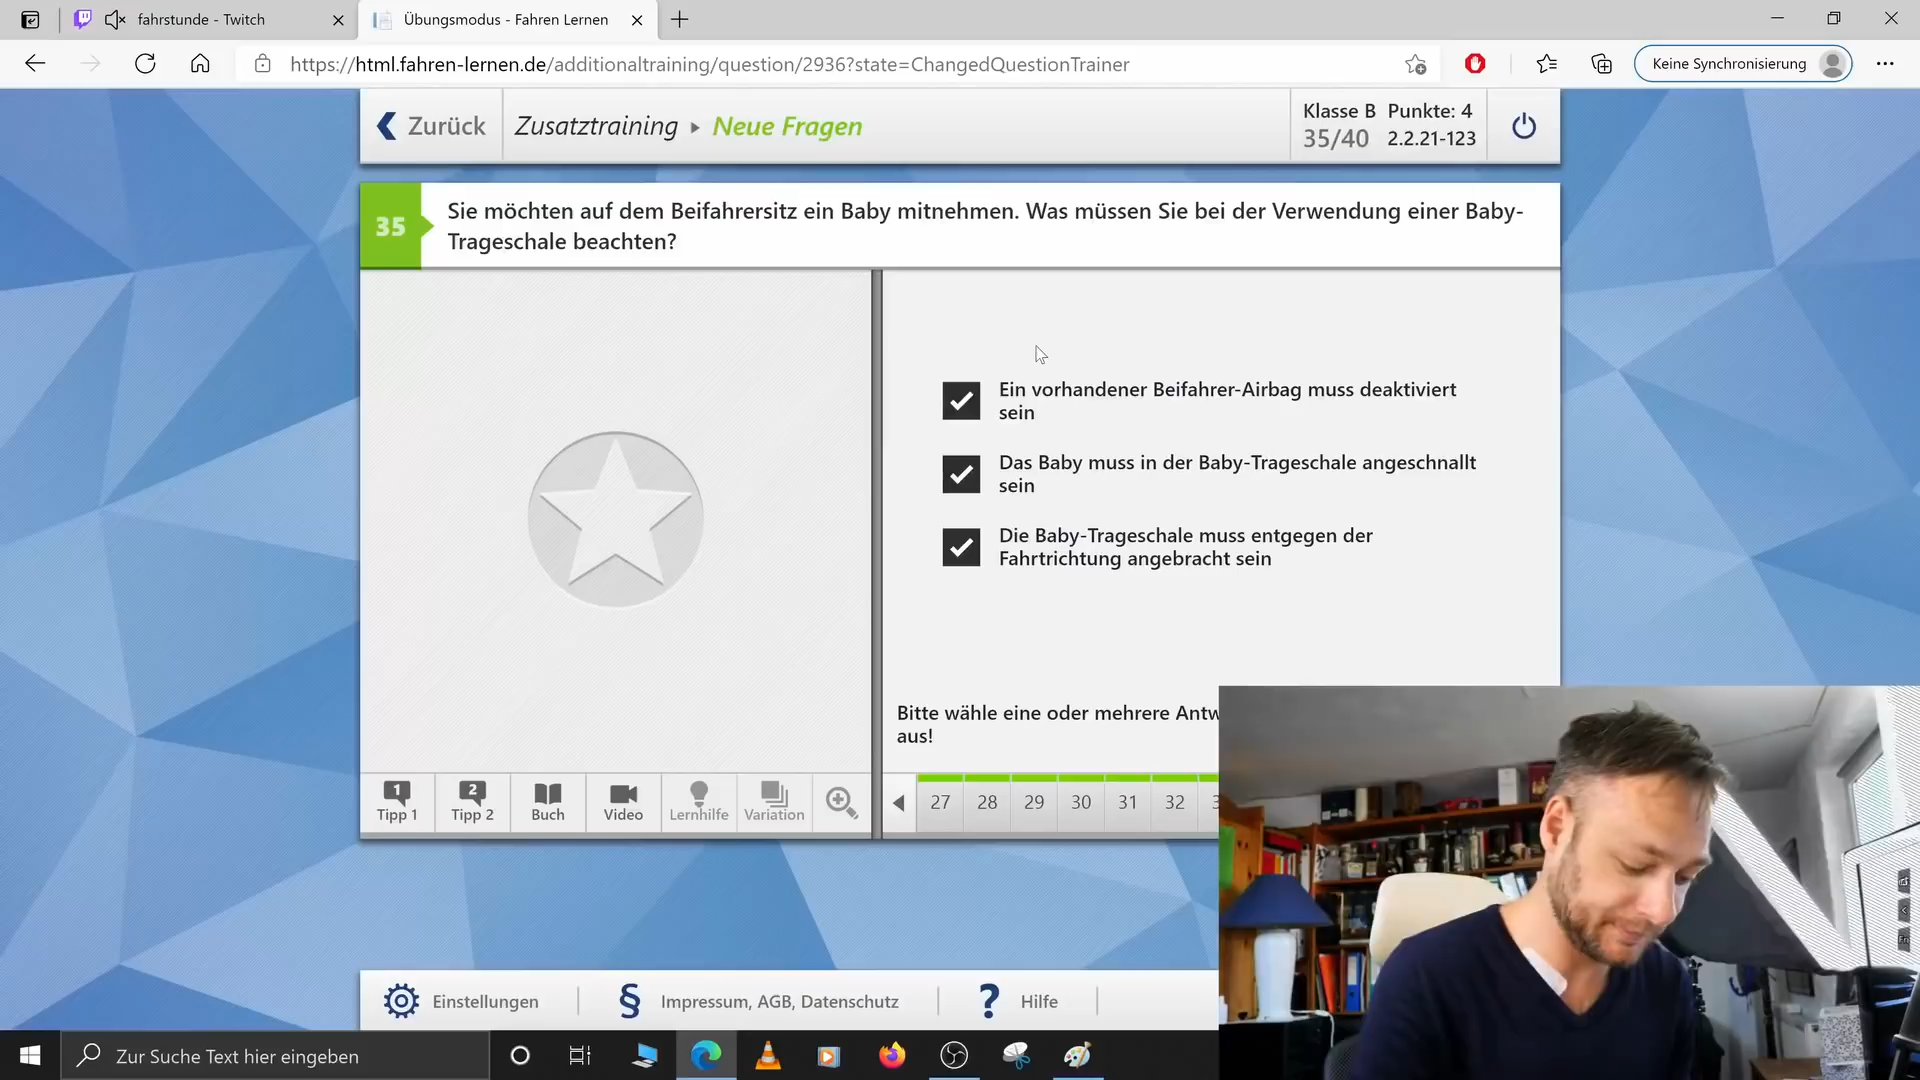 fahrstunde - Twitch
Übungsmodus - Fahren Lernen
https://html.fahren-lernen.de/additionaltraining/question/2936?state=ChangedQuestionTrainer
Keine Synchronisierung
Zurück
Zusatztraining ▸ Neue Fragen
Klasse B Punkte: 4
35/40 2.2.21-123
35
Sie möchten auf dem Beifahrersitz ein Baby mitnehmen. Was müssen Sie bei der Verwendung einer Baby-
Trageschale beachten?
Ein vorhandener Beifahrer-Airbag muss deaktiviert
sein
Das Baby muss in der Baby-Trageschale angeschnallt
sein
Die Baby-Trageschale muss entgegen der
Fahrtrichtung angebracht sein
Bitte wähle eine oder mehrere Antw
aus!
1 2
Tipp 1 Tipp 2 Buch Video Lernhilfe Variation
27 28 29 30 31 32 3
Einstellungen
§ Impressum, AGB, Datenschutz
? Hilfe
Zur Suche Text hier eingeben